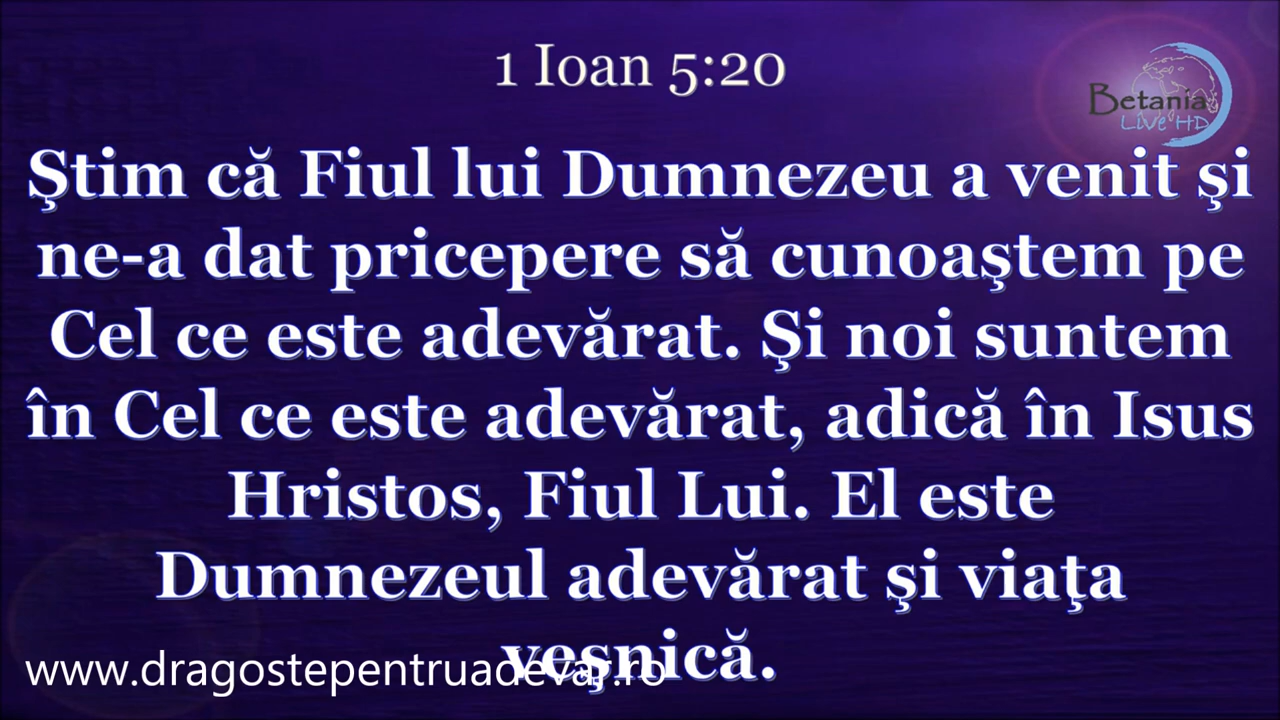 1 Ioan 5:20
Betania
Live HD
Ştim că Fiul lui Dumnezeu a venit şi
ne-a dat pricepere să cunoaştem pe
Cel ce este adevărat. Şi noi suntem
în Cel ce este adevărat, adică în Isus
Hristos, Fiul Lui. El este
Dumnezeul adevărat şi viaţa
veşnică.
www.dragostepentruadevar.ro